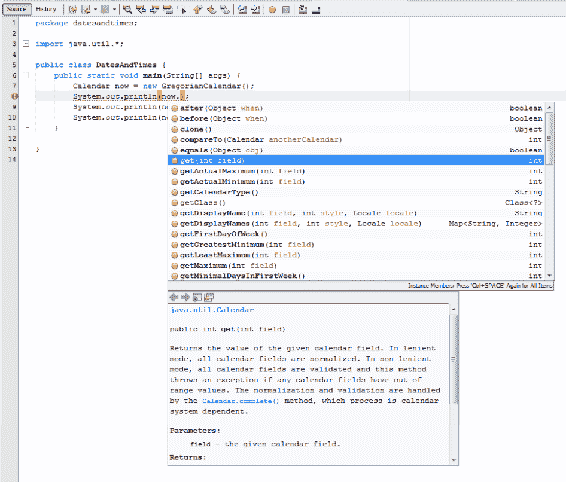 Source History
1 package dateandtimes;
2
3 import java.util.*;
4
5 public class DatesAndTimes {
6 public static void main(String[] args) {
7 Calendar now = new GregorianCalendar();
System.out.println(now.);
9 System.out.println(no
10 System.out.println(no
11 }
12
13 }
14
after(Object when) boolean
before(Object when) boolean
clone() Object
compareTo(Calendar anotherCalendar) int
equals(Object obj) boolean
get(int field) int
getActualMaximum(int field) int
getActualMinimum(int field) int
getCalendarType() String
getClass() Class<?>
getDisplayName(int field, int style, Locale locale) String
getDisplayNames(int field, int style, Locale locale) Map<String, Integer>
getFirstDayOfWeek() int
getGreatestMinimum(int field) int
getLeastMaximum(int field) int
getMaximum(int field) int
getMinimalDaysInFirstWeek() int
Instance Members; Press 'Ctrl+SPACE' Again for All Items
java.util.Calendar
public int get(int field)
Returns the value of the given calendar field. In lenient
mode, all calendar fields are normalized. In non-lenient
mode, all calendar fields are validated and this method
throws an exception if any calendar fields have out-of-
range values. The normalization and validation are handled
by the Calendar.complete() method, which process is calendar
system dependent.
Parameters:
field - the given calendar field.
Returns: